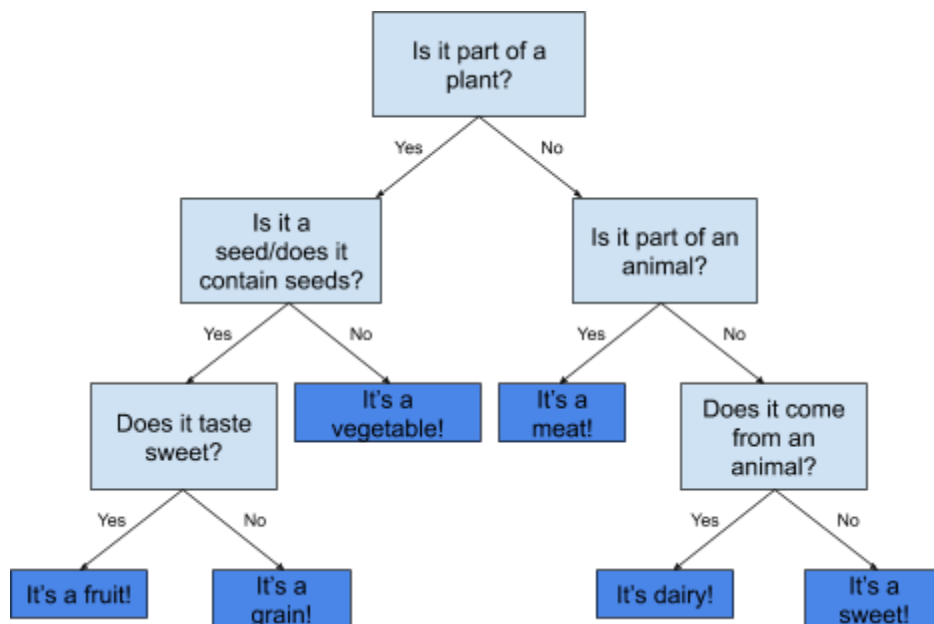 Is it part of a
plant?
Yes
No
Is it a
seed/does it
contain seeds?
Is it part of an
animal?
Yes
No
Yes
No
Does it taste
sweet?
It's a
vegetable!
It's a
meat!
Does it come
from an
animal?
Yes
No
Yes
No
It's a fruit!
It's a
grain!
It's dairy!
It's a
sweet!